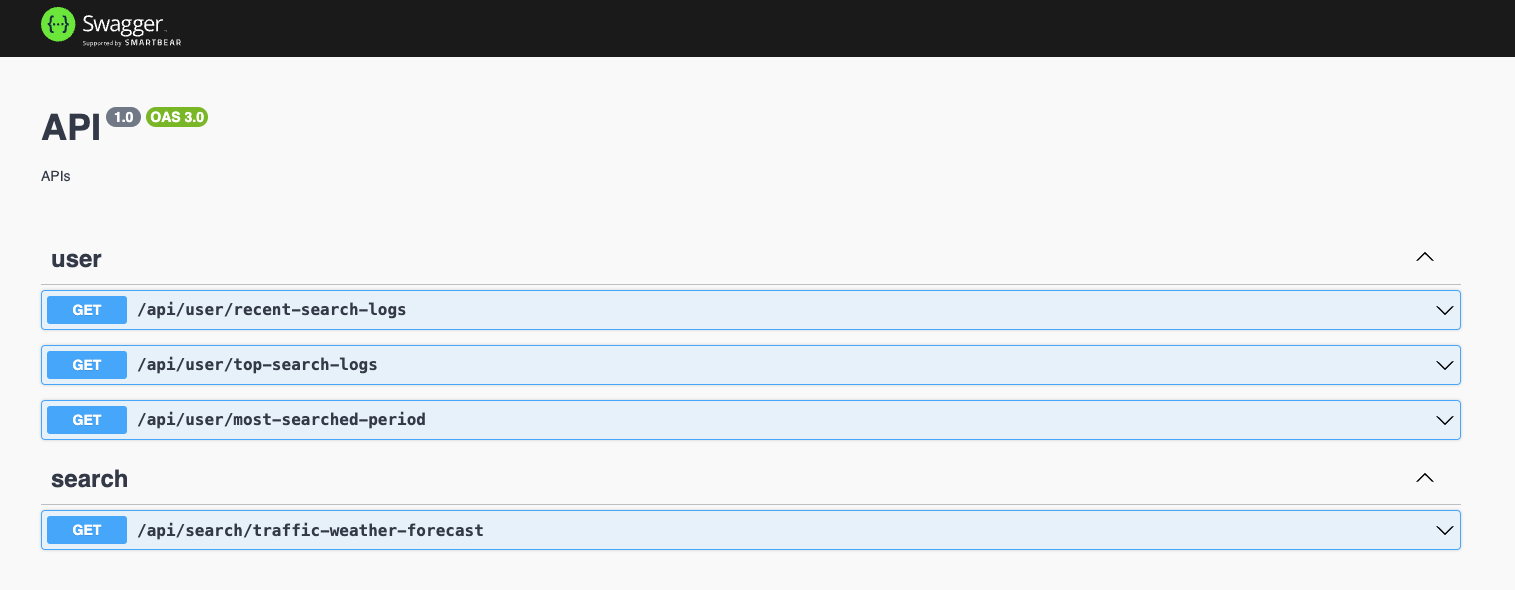 {···} Swagger
Supported by SMARTBEAR
API 1.0 OAS 3.0
APIs
user
GET /api/user/recent-search-logs
GET /api/user/top-search-logs
GET /api/user/most-searched-period
search
GET /api/search/traffic-weather-forecast